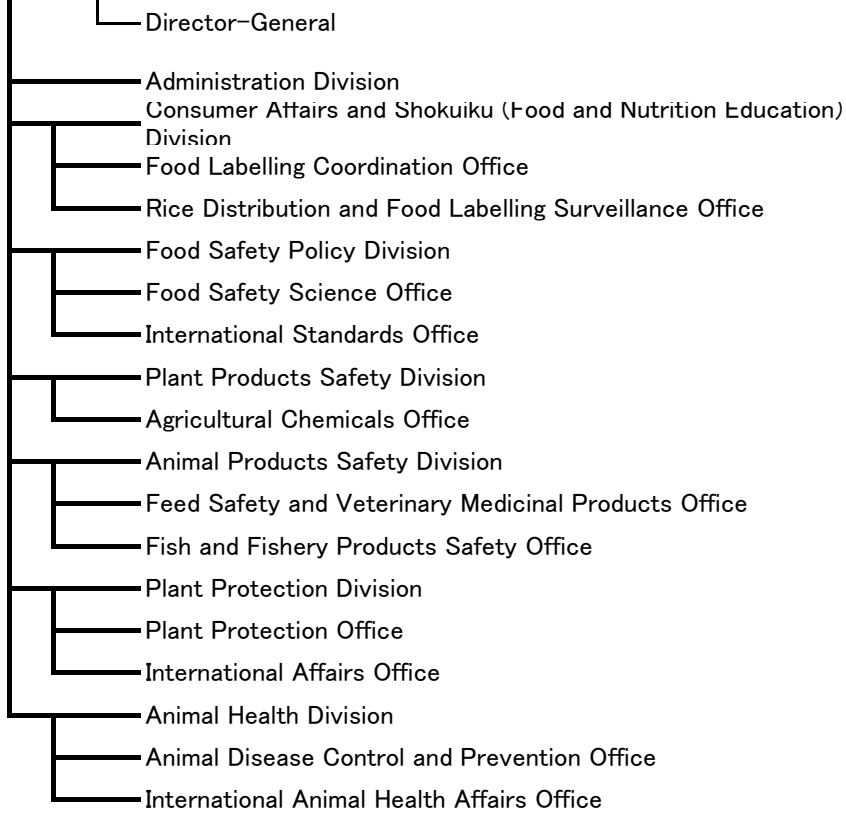 Director-General
Administration Division
Consumer Affairs and Shokuiku (Food and Nutrition Education)
Division
Food Labelling Coordination Office
Rice Distribution and Food Labelling Surveillance Office
Food Safety Policy Division
Food Safety Science Office
International Standards Office
Plant Products Safety Division
Agricultural Chemicals Office
Animal Products Safety Division
Feed Safety and Veterinary Medicinal Products Office
Fish and Fishery Products Safety Office
Plant Protection Division
Plant Protection Office
International Affairs Office
Animal Health Division
Animal Disease Control and Prevention Office
International Animal Health Affairs Office